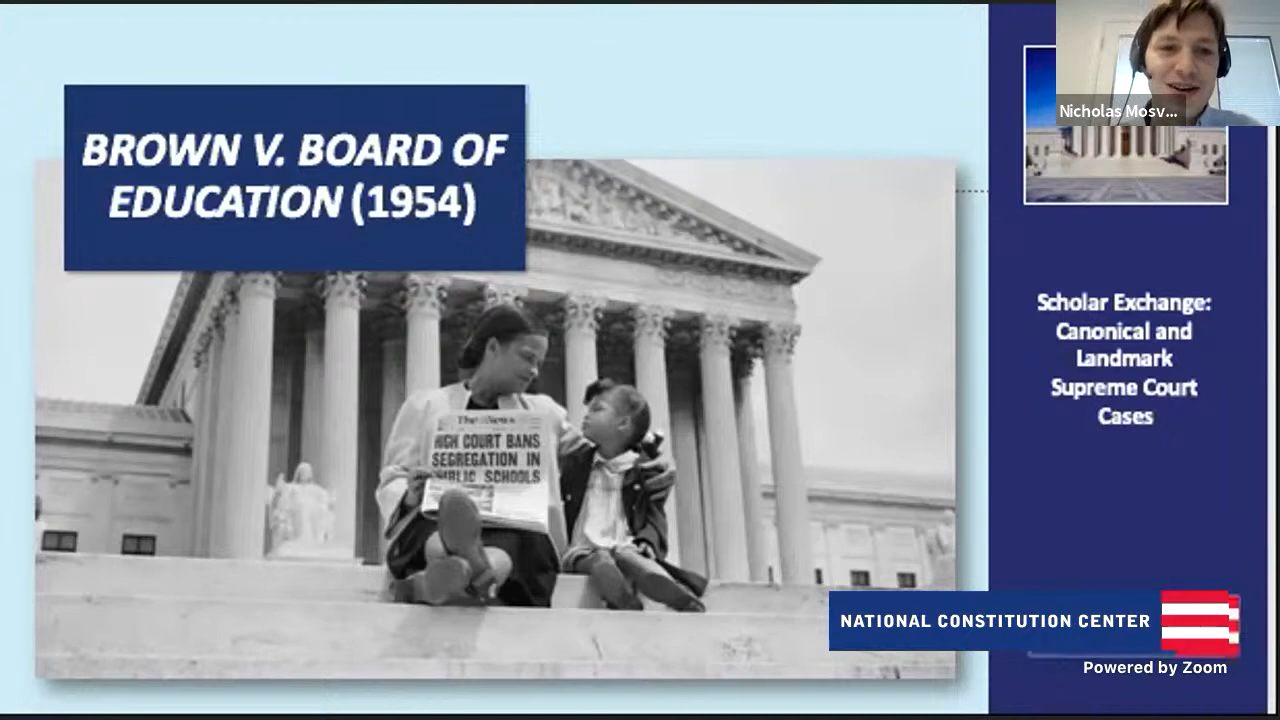 BROWN V. BOARD OF
EDUCATION (1954)
The News
HIGH COURT BANS
SEGREGATION IN
PUBLIC SCHOOLS
Nicholas Mosv...
Scholar Exchange:
Canonical and
Landmark
Supreme Court
Cases
NATIONAL CONSTITUTION CENTER
Powered by Zoom